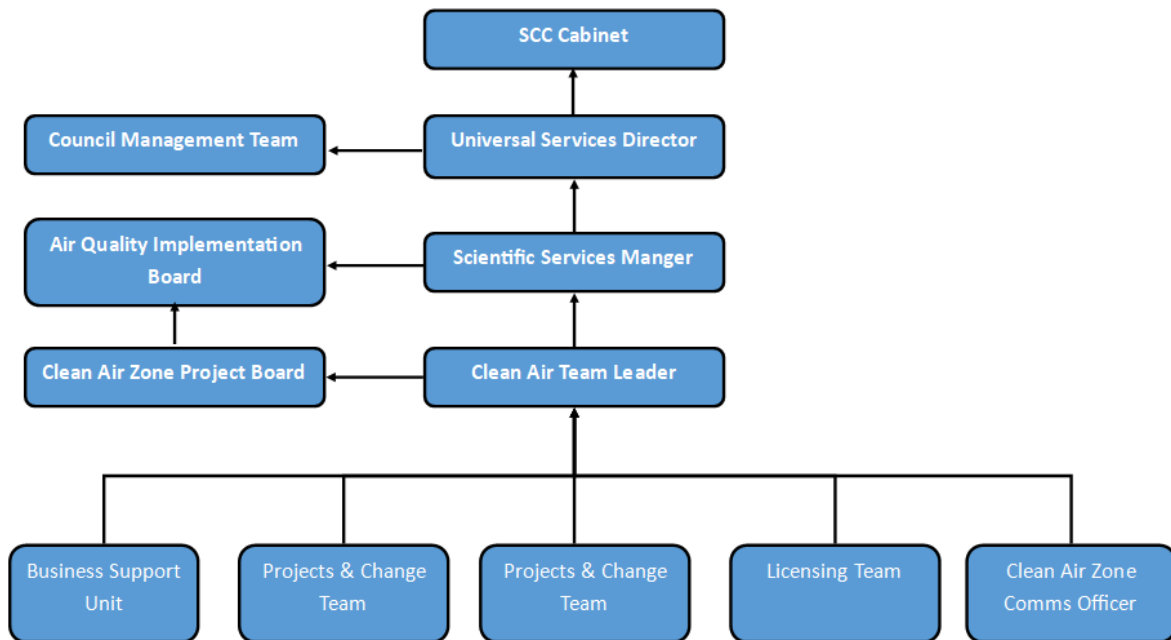 SCC Cabinet
Council Management Team
Universal Services Director
Air Quality Implementation
Board
Scientific Services Manger
Clean Air Zone Project Board
Clean Air Team Leader
Business Support
Unit
Projects & Change
Team
Projects & Change
Team
Licensing Team
Clean Air Zone
Comms Officer